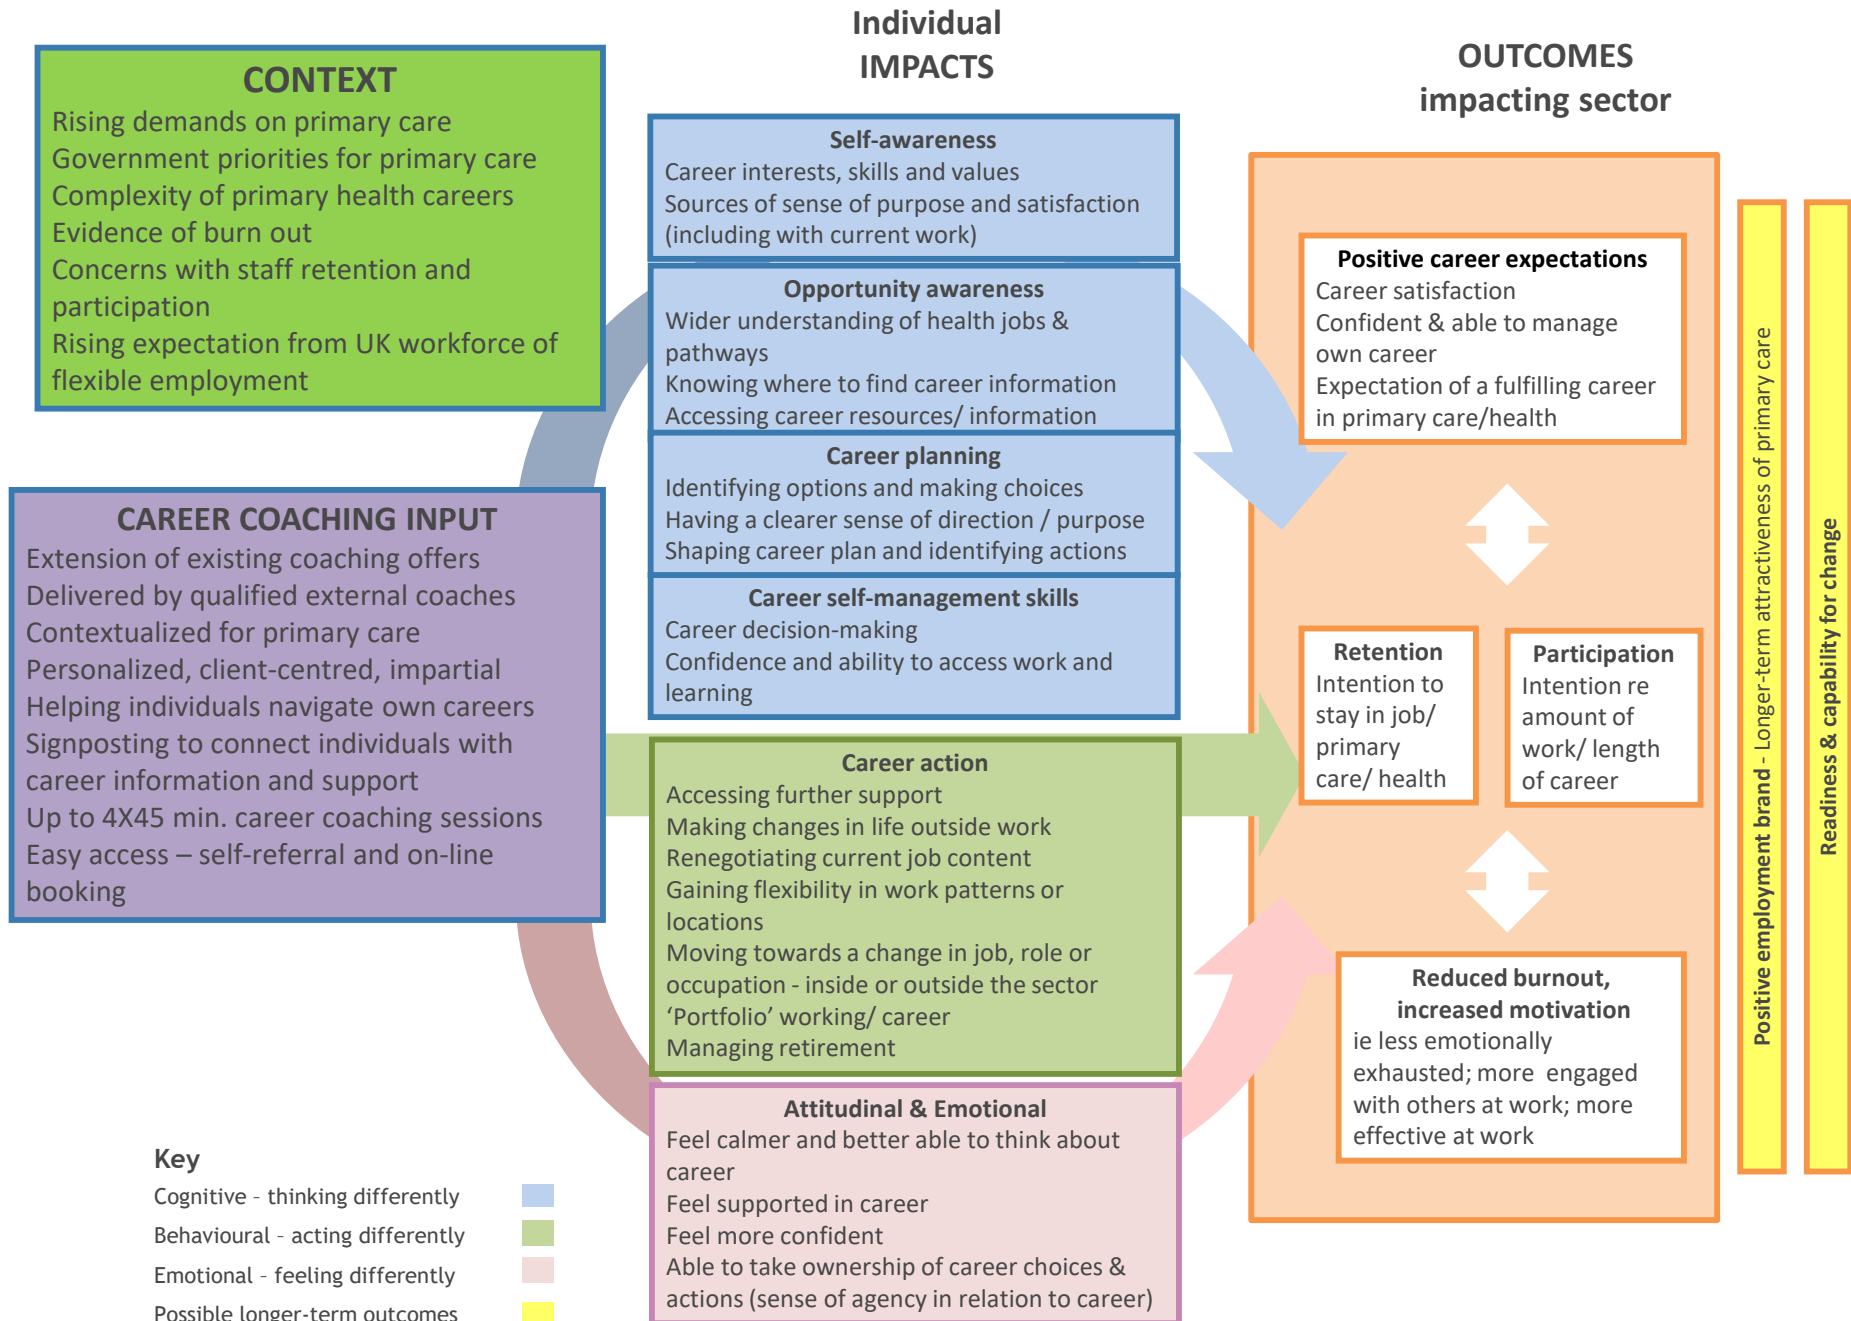 Individual
IMPACTS
OUTCOMES
impacting sector
CONTEXT
Rising demands on primary care
Government priorities for primary care
Complexity of primary health careers
Evidence of burn out
Concerns with staff retention and
participation
Rising expectation from UK workforce of
flexible employment
CAREER COACHING INPUT
Extension of existing coaching offers
Delivered by qualified external coaches
Contextualized for primary care
Personalized, client-centred, impartial
Helping individuals navigate own careers
Signposting to connect individuals with
career information and support
Up to 4X45 min. career coaching sessions
Easy access – self-referral and on-line
booking
Self-awareness
Career interests, skills and values
Sources of sense of purpose and satisfaction
(including with current work)
Opportunity awareness
Wider understanding of health jobs &
pathways
Knowing where to find career information
Accessing career resources/ information
Career planning
Identifying options and making choices
Having a clearer sense of direction / purpose
Shaping career plan and identifying actions
Career self-management skills
Career decision-making
Confidence and ability to access work and
learning
Career action
Accessing further support
Making changes in life outside work
Renegotiating current job content
Gaining flexibility in work patterns or
locations
Moving towards a change in job, role or
occupation - inside or outside the sector
‘Portfolio’ working/ career
Managing retirement
Attitudinal & Emotional
Feel calmer and better able to think about
career
Feel supported in career
Feel more confident
Able to take ownership of career choices &
actions (sense of agency in relation to career)
Positive career expectations
Career satisfaction
Confident & able to manage
own career
Expectation of a fulfilling career
in primary care/health
Retention
Intention to
stay in job/
primary
care/ health
Participation
Intention re
amount of
work/ length
of career
Reduced burnout,
increased motivation
ie less emotionally
exhausted; more engaged
with others at work; more
effective at work
Positive employment brand - Longer-term attractiveness of primary care
Readiness & capability for change
Key
Cognitive – thinking differently
Behavioural – acting differently
Emotional – feeling differently
Possible longer-term outcomes